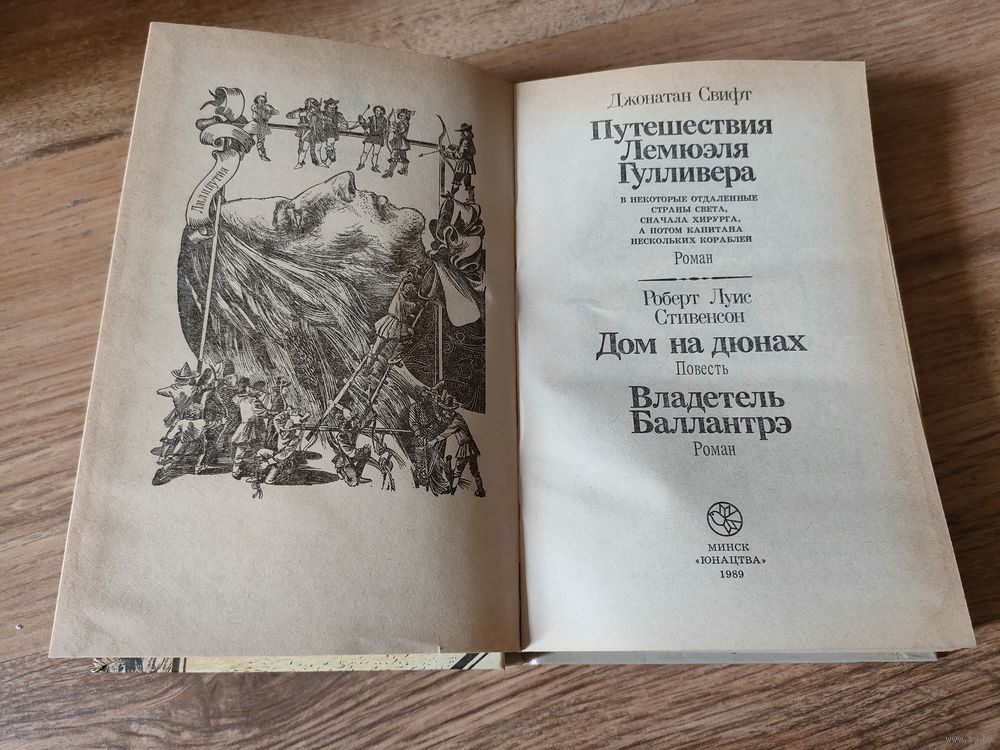 Лилипутия
Джонатан Свифт
Путешествия
Лемюэля
Гулливера
В НЕКОТОРЫЕ ОТДАЛЕННЫЕ
СТРАНЫ СВЕТА,
СНАЧАЛА ХИРУРГА,
А ПОТОМ КАПИТАНА
НЕСКОЛЬКИХ КОРАБЛЕЙ
Роман
Роберт Луис
Стивенсон
Дом на дюнах
Повесть
Владетель
Баллантрэ
Роман
МИНСК
«ЮНАЦТВА»
1989